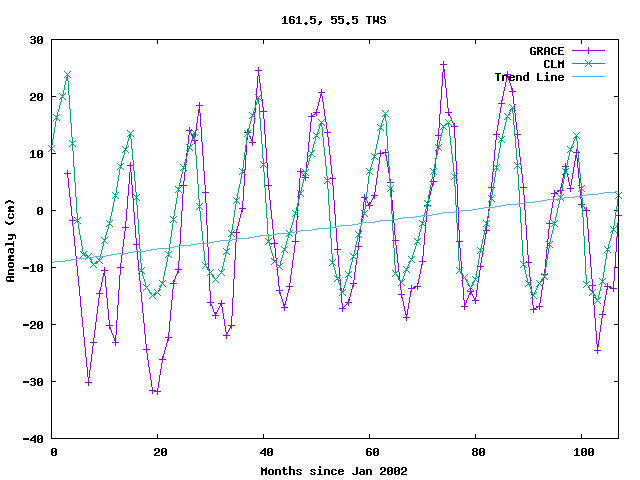 161.5, 55.5 TWS
GRACE
CLM
Trend Line
30
20
10
0
-10
-20
-30
-40
Anomaly (cm)
0 20 40 60 80 100
Months since Jan 2002